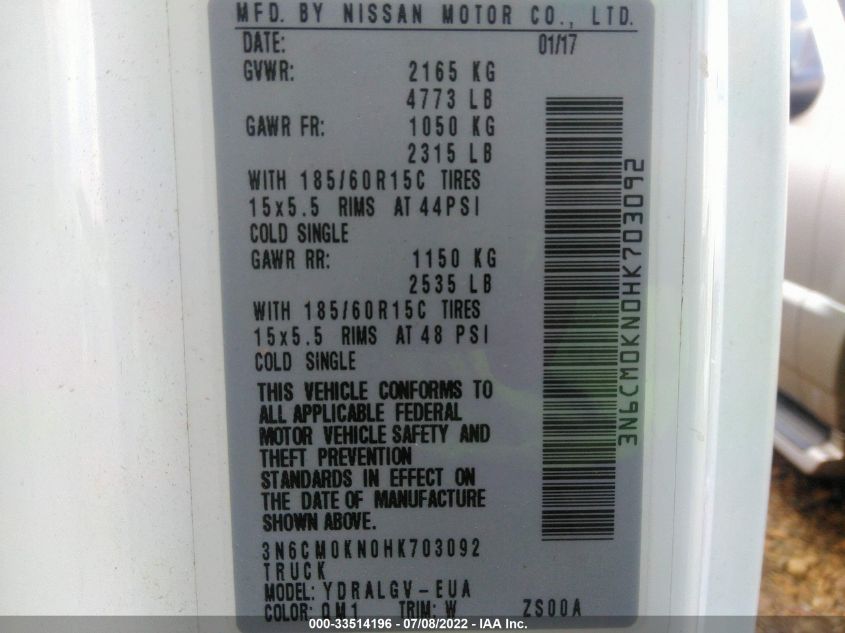 MFD. BY NISSAN MOTOR CO., LTD.
DATE: 01/17
GVWR: 2165 KG
4773 LB
GAWR FR: 1050 KG
2315 LB
WITH 185/60R15C TIRES
15x5.5 RIMS AT 44PSI
COLD SINGLE
GAWR RR: 1150 KG
2535 LB
WITH 185/60R15C TIRES
15x5.5 RIMS AT 48 PSI
COLD SINGLE
THIS VEHICLE CONFORMS TO
ALL APPLICABLE FEDERAL
MOTOR VEHICLE SAFETY AND
THEFT PREVENTION
STANDARDS IN EFFECT ON
THE DATE OF MANUFACTURE
SHOWN ABOVE.
3N6CM0KN0HK703092
TRUCK
MODEL: YDRALGV-EUA
COLOR: QM1 TRIM: W ZS00A
3N6CM0KN0HK703092
000-33514196 - 07/08/2022 - IAA Inc.